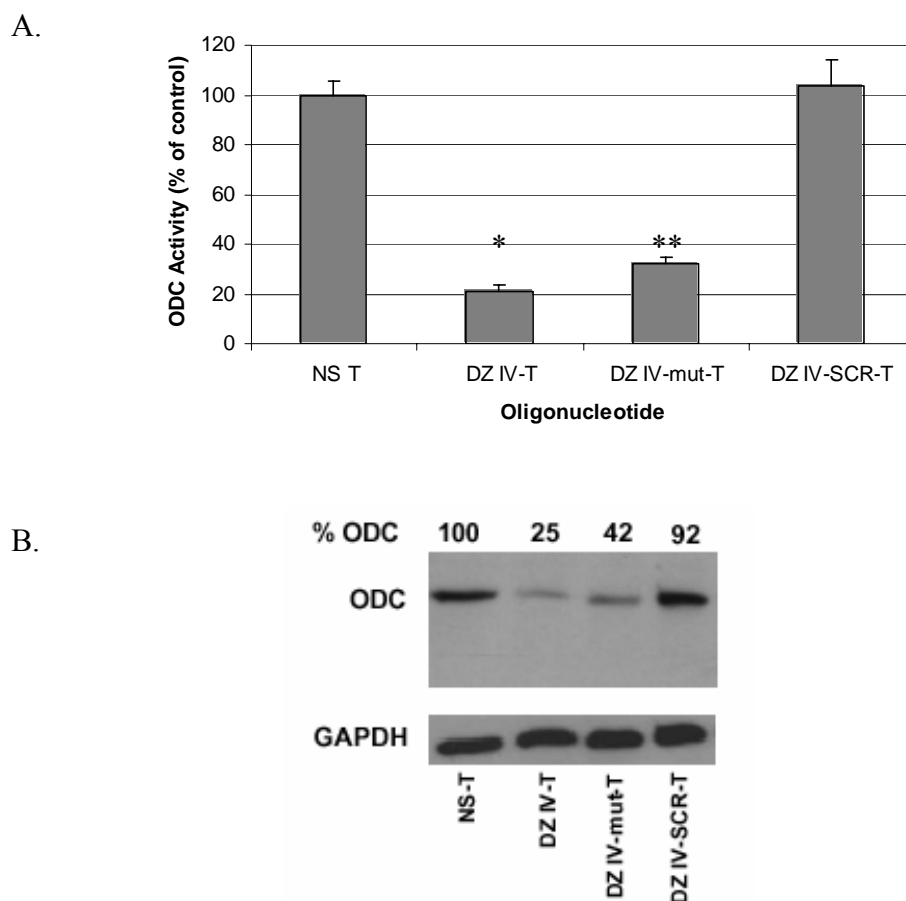 A.
120
100
80
60
40
20
0
ODC Activity (% of control)
*
**
NS T DZ IV-T DZ IV-mut-T DZ IV-SCR-T
Oligonucleotide
B.
% ODC 100 25 42 92
ODC
GAPDH
NS-T
DZ IV-T
DZ IV-mut-T
DZ IV-SCR-T